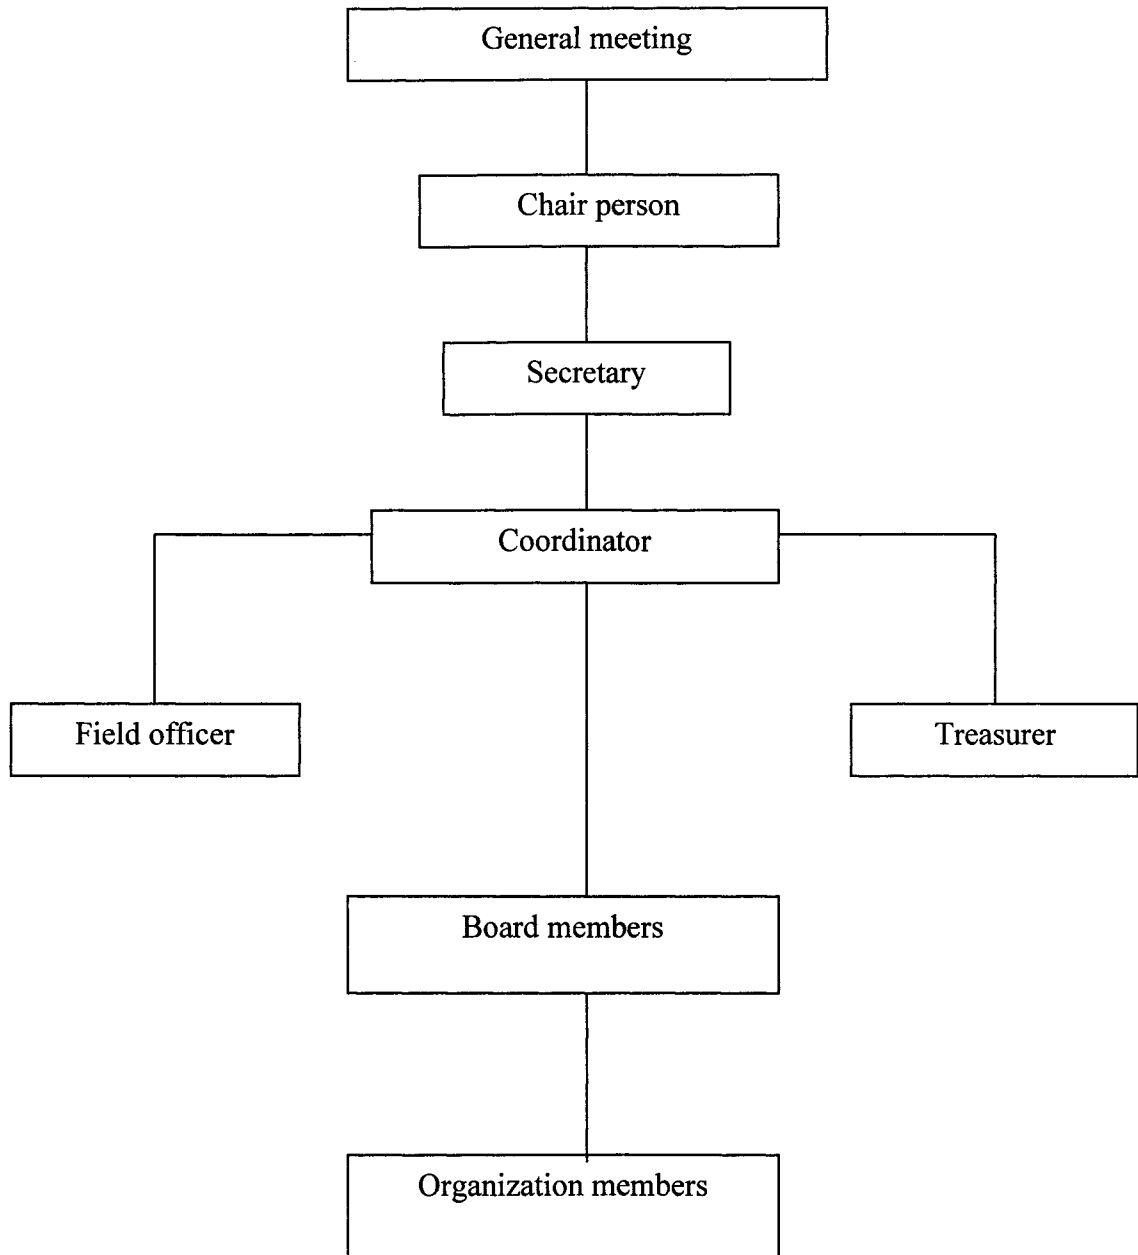 General meeting
Chair person
Secretary
Coordinator
Field officer
Treasurer
Board members
Organization members